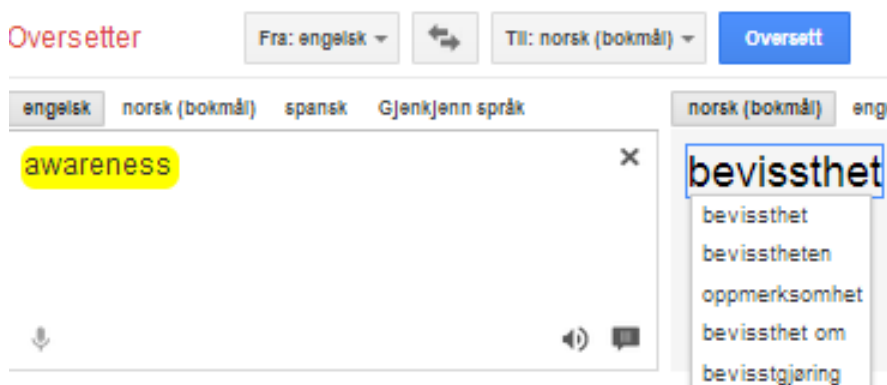 Oversetter Fra: engelsk Til: norsk (bokmål) Oversett
engelsk norsk (bokmål) spansk Gjenkjenn språk norsk (bokmål)
awareness
bevissthet
bevissthet
bevisstheten
oppmerksomhet
bevissthet om
bevisstgjøring